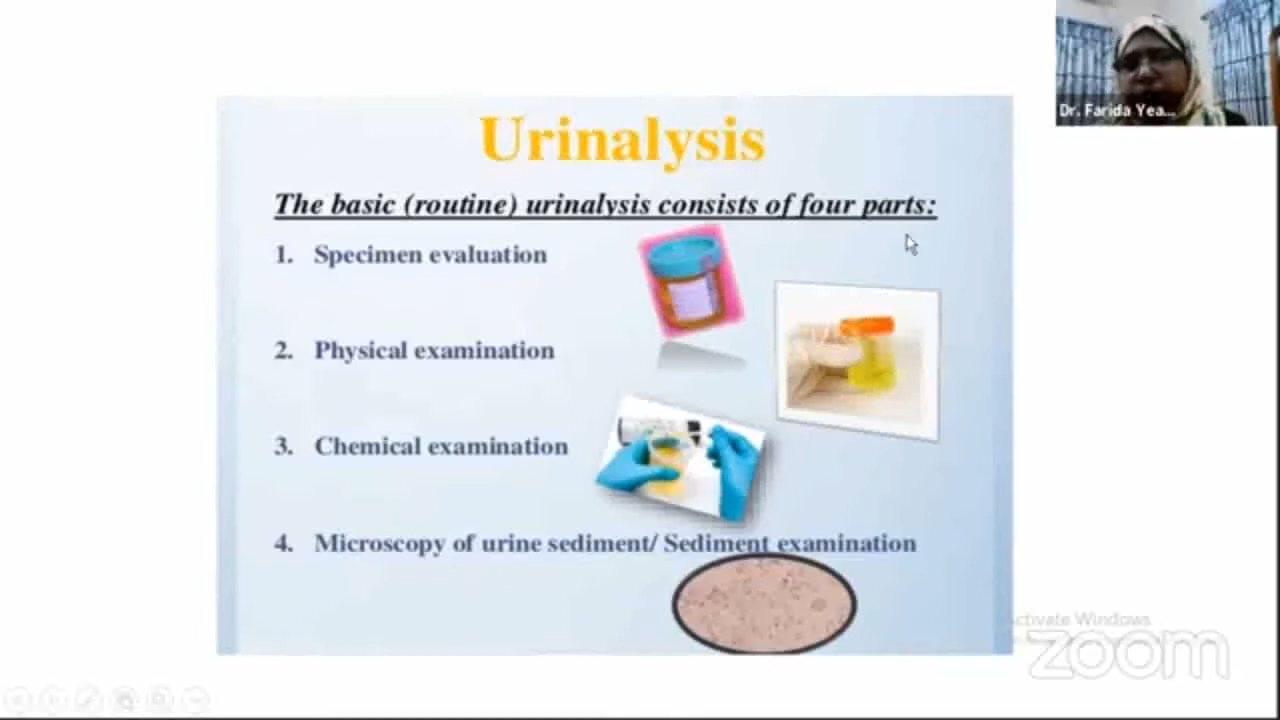 Urinalysis
The basic (routine) urinalysis consists of four parts:
1. Specimen evaluation
2. Physical examination
3. Chemical examination
4. Microscopy of urine sediment/ Sediment examination
Dr. Farida Yea...
Activate Windows
zoom